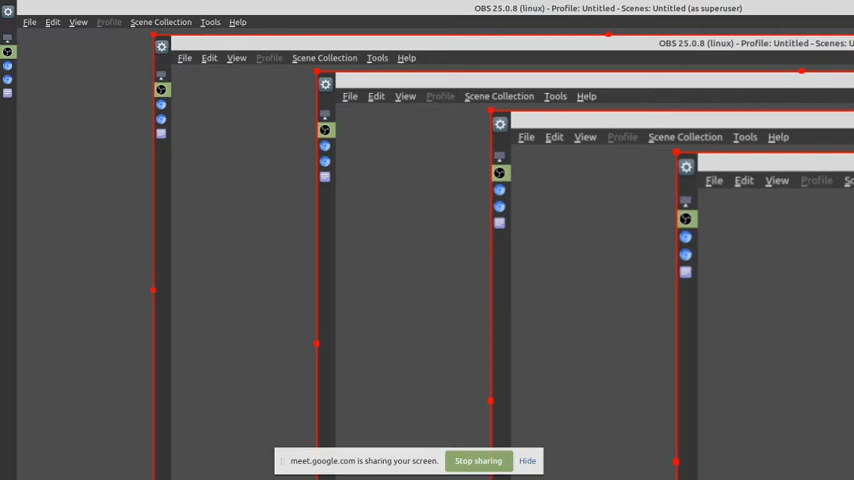 OBS 25.0.8 (linux) - Profile: Untitled - Scenes: Untitled (as superuser)
File Edit View Profile Scene Collection Tools Help
OBS 25.0.8 (linux) - Profile: Untitled - Scenes: U
File Edit View Profile Scene Collection Tools Help
File Edit View Profile Scene Collection Tools Help
File Edit View Profile Scene Collection Tools Help
File Edit View Profile Sc
meet.google.com is sharing your screen. Stop sharing Hide